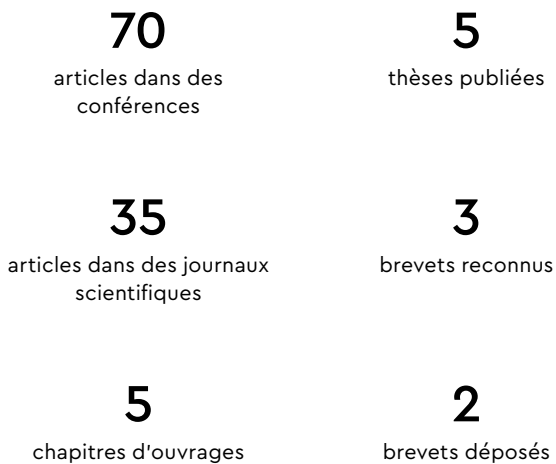 70
articles dans des
conférences
5
thèses publiées
35
articles dans des journaux
scientifiques
3
brevets reconnus
5
chapitres d'ouvrages
2
brevets déposés